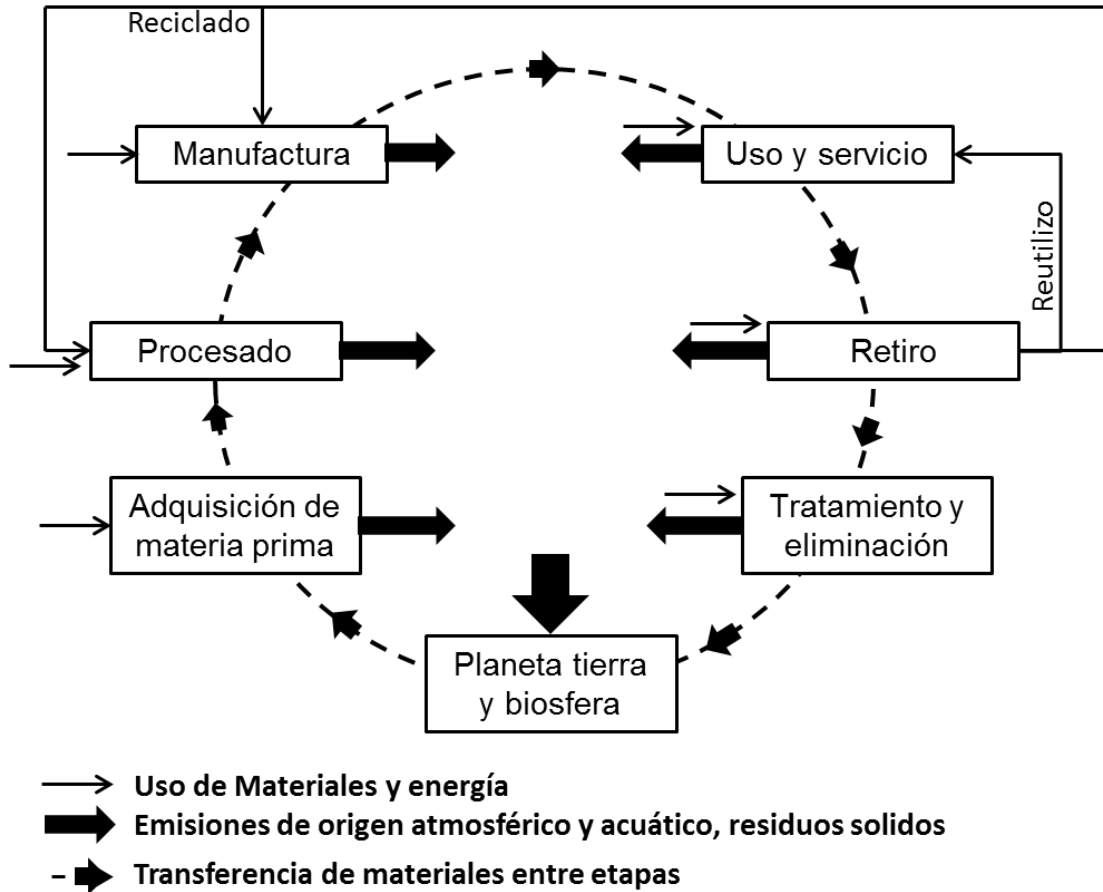 Reciclado
Manufactura
Uso y servicio
Reutilizo
Procesado
Retiro
Adquisición de
materia prima
Tratamiento y
eliminación
Planeta tierra
y biosfera
Uso de Materiales y energía
Emisiones de origen atmosférico y acuático, residuos solidos
Transferencia de materiales entre etapas